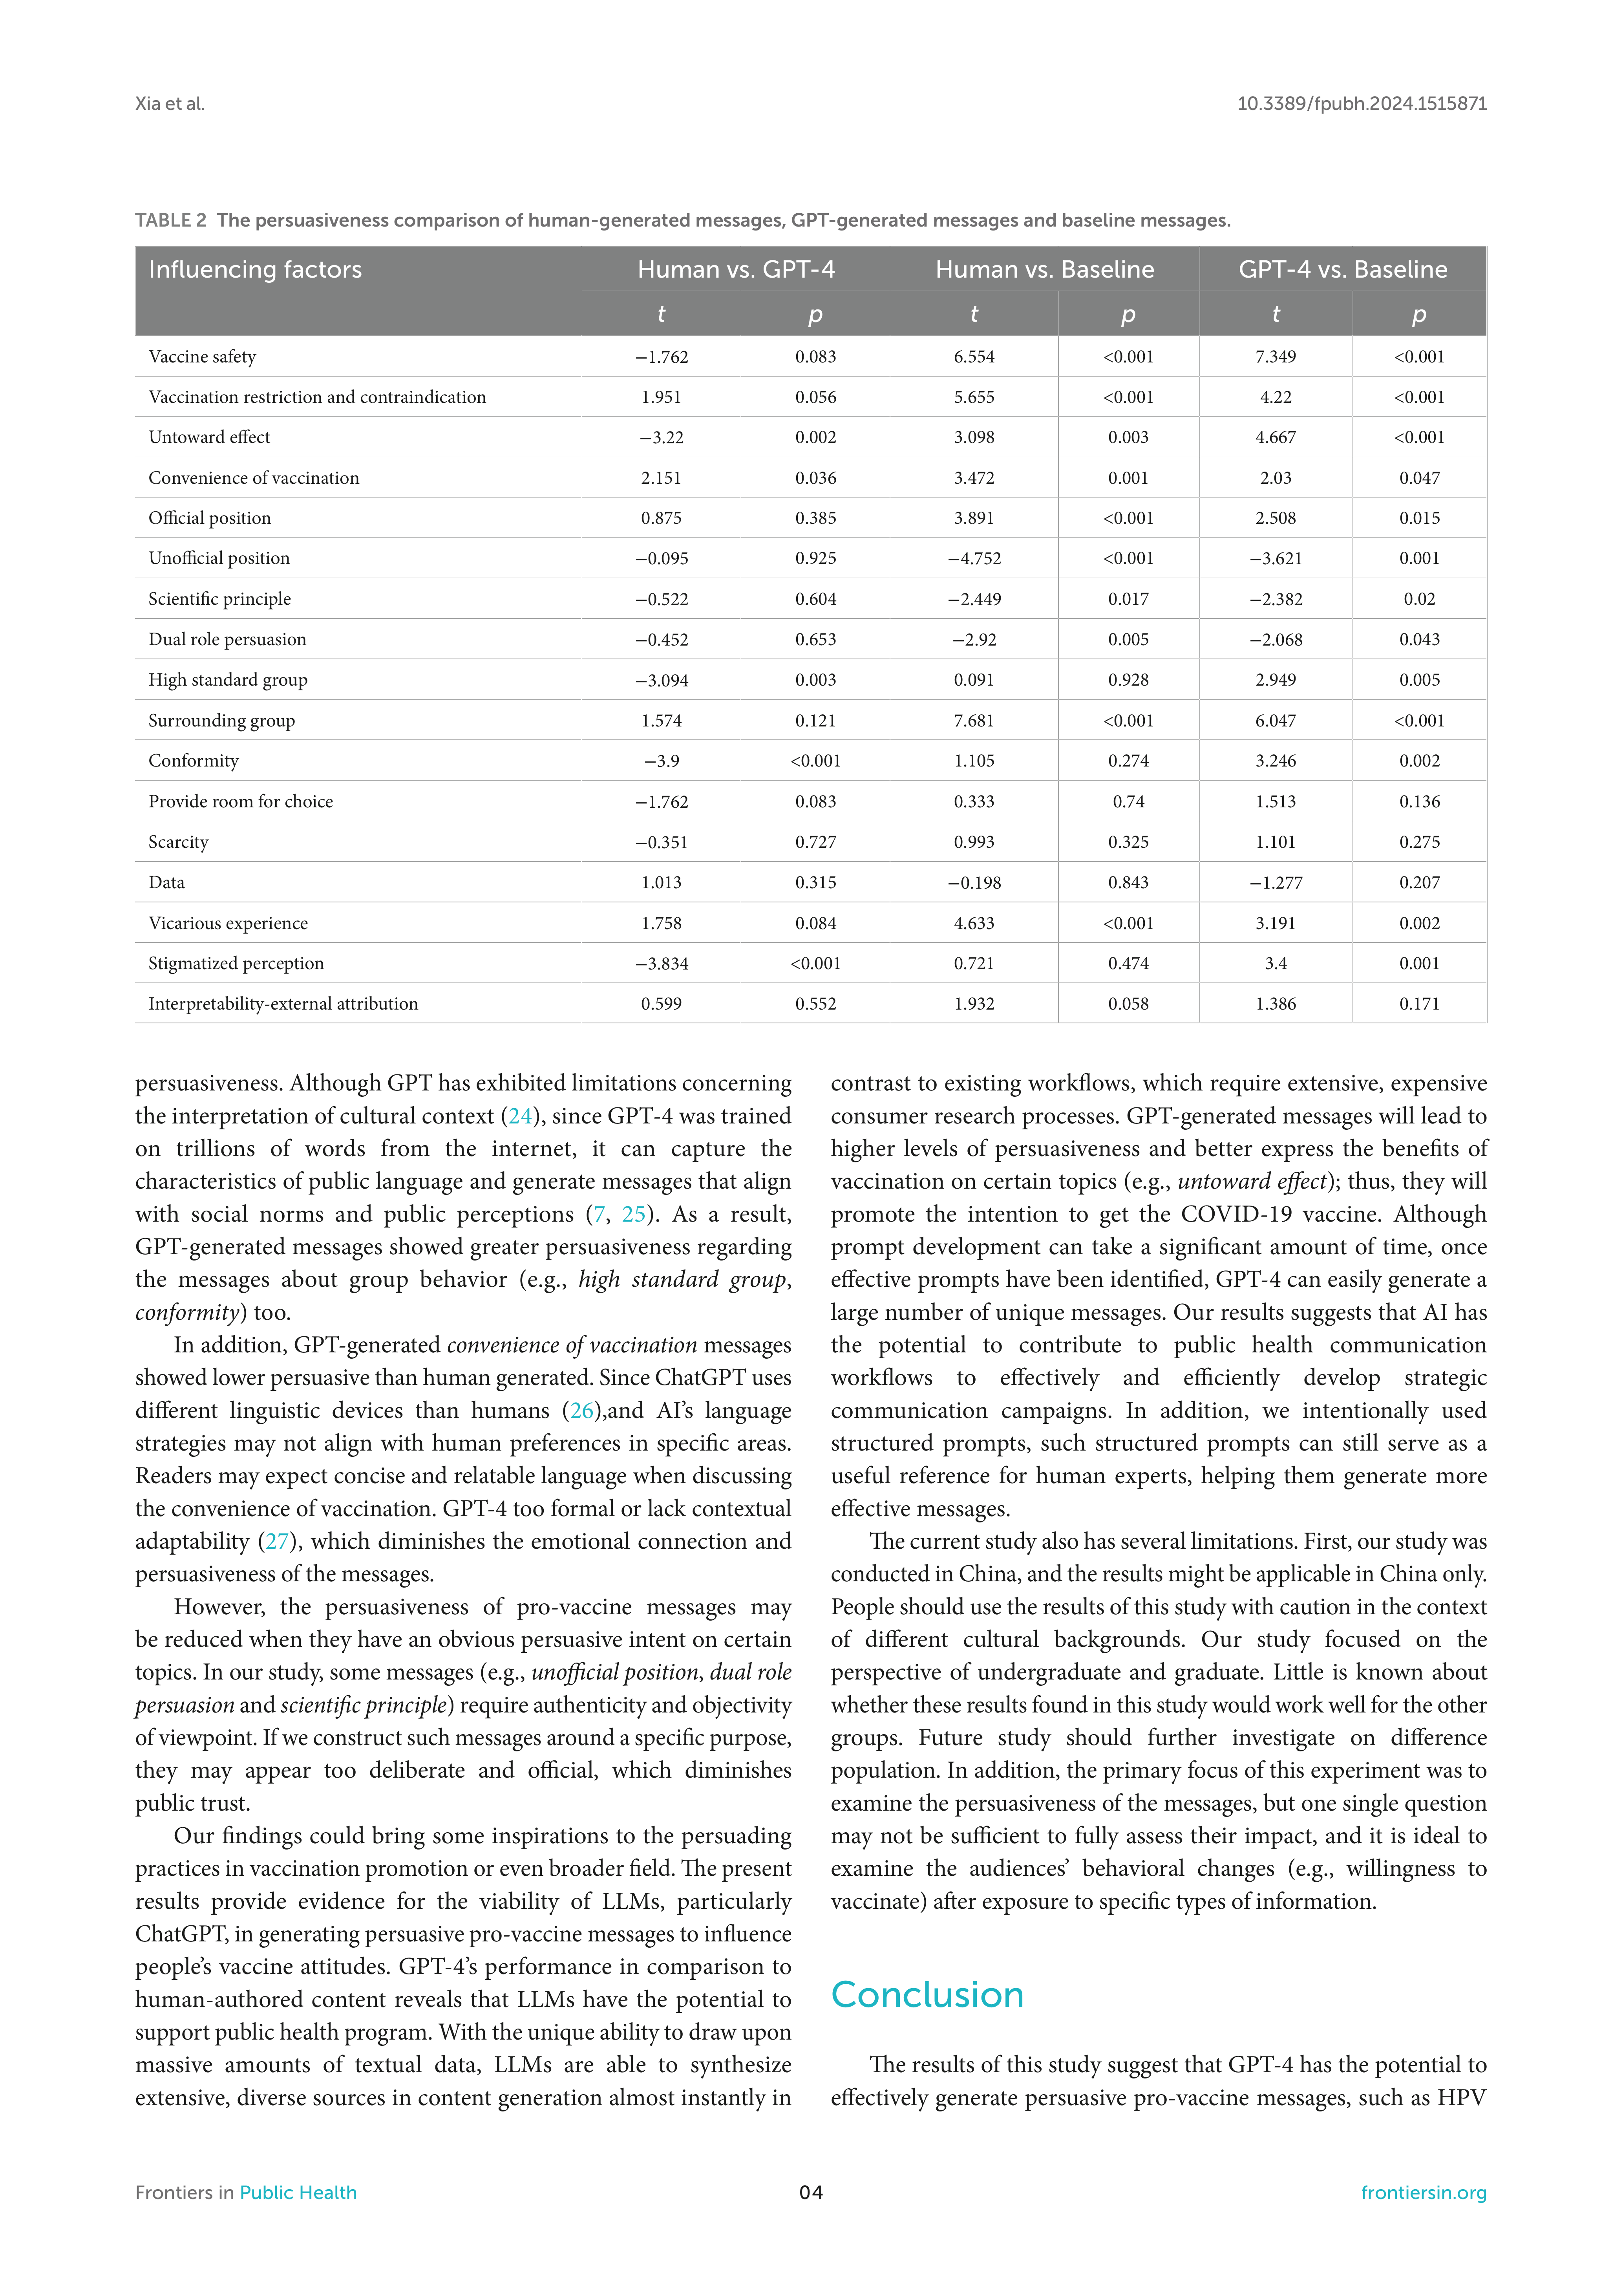 Xia et al.
10.3389/fpubh.2024.1515871
TABLE 2 The persuasiveness comparison of human-generated messages, GPT-generated messages and baseline messages.
Influencing factors Human vs. GPT-4 Human vs. Baseline GPT-4 vs. Baseline
t p t p t p
Vaccine safety −1.762 0.083 6.554 <0.001 7.349 <0.001
Vaccination restriction and contraindication 1.951 0.056 5.655 <0.001 4.22 <0.001
Untoward effect −3.22 0.002 3.098 0.003 4.667 <0.001
Convenience of vaccination 2.151 0.036 3.472 0.001 2.03 0.047
Official position 0.875 0.385 3.891 <0.001 2.508 0.015
Unofficial position −0.095 0.925 −4.752 <0.001 −3.621 0.001
Scientific principle −0.522 0.604 −2.449 0.017 −2.382 0.02
Dual role persuasion −0.452 0.653 −2.92 0.005 −2.068 0.043
High standard group −3.094 0.003 0.091 0.928 2.949 0.005
Surrounding group 1.574 0.121 7.681 <0.001 6.047 <0.001
Conformity −3.9 <0.001 1.105 0.274 3.246 0.002
Provide room for choice −1.762 0.083 0.333 0.74 1.513 0.136
Scarcity −0.351 0.727 0.993 0.325 1.101 0.275
Data 1.013 0.315 −0.198 0.843 −1.277 0.207
Vicarious experience 1.758 0.084 4.633 <0.001 3.191 0.002
Stigmatized perception −3.834 <0.001 0.721 0.474 3.4 0.001
Interpretability-external attribution 0.599 0.552 1.932 0.058 1.386 0.171
persuasiveness. Although GPT has exhibited limitations concerning
the interpretation of cultural context (24), since GPT-4 was trained
on trillions of words from the internet, it can capture the
characteristics of public language and generate messages that align
with social norms and public perceptions (7, 25). As a result,
GPT-generated messages showed greater persuasiveness regarding
the messages about group behavior (e.g., high standard group,
conformity) too.
In addition, GPT-generated convenience of vaccination messages
showed lower persuasive than human generated. Since ChatGPT uses
different linguistic devices than humans (26),and AI's language
strategies may not align with human preferences in specific areas.
Readers may expect concise and relatable language when discussing
the convenience of vaccination. GPT-4 too formal or lack contextual
adaptability (27), which diminishes the emotional connection and
persuasiveness of the messages.
However, the persuasiveness of pro-vaccine messages may
be reduced when they have an obvious persuasive intent on certain
topics. In our study, some messages (e.g., unofficial position, dual role
persuasion and scientific principle) require authenticity and objectivity
of viewpoint. If we construct such messages around a specific purpose,
they may appear too deliberate and official, which diminishes
public trust.
Our findings could bring some inspirations to the persuading
practices in vaccination promotion or even broader field. The present
results provide evidence for the viability of LLMs, particularly
ChatGPT, in generating persuasive pro-vaccine messages to influence
people's vaccine attitudes. GPT-4's performance in comparison to
human-authored content reveals that LLMs have the potential to
support public health program. With the unique ability to draw upon
massive amounts of textual data, LLMs are able to synthesize
extensive, diverse sources in content generation almost instantly in
contrast to existing workflows, which require extensive, expensive
consumer research processes. GPT-generated messages will lead to
higher levels of persuasiveness and better express the benefits of
vaccination on certain topics (e.g., untoward effect); thus, they will
promote the intention to get the COVID-19 vaccine. Although
prompt development can take a significant amount of time, once
effective prompts have been identified, GPT-4 can easily generate a
large number of unique messages. Our results suggests that AI has
the potential to contribute to public health communication
workflows to effectively and efficiently develop strategic
communication campaigns. In addition, we intentionally used
structured prompts, such structured prompts can still serve as a
useful reference for human experts, helping them generate more
effective messages.
The current study also has several limitations. First, our study was
conducted in China, and the results might be applicable in China only.
People should use the results of this study with caution in the context
of different cultural backgrounds. Our study focused on the
perspective of undergraduate and graduate. Little is known about
whether these results found in this study would work well for the other
groups. Future study should further investigate on difference
population. In addition, the primary focus of this experiment was to
examine the persuasiveness of the messages, but one single question
may not be sufficient to fully assess their impact, and it is ideal to
examine the audiences' behavioral changes (e.g., willingness to
vaccinate) after exposure to specific types of information.
Conclusion
The results of this study suggest that GPT-4 has the potential to
effectively generate persuasive pro-vaccine messages, such as HPV
Frontiers in Public Health
04
frontiersin.org